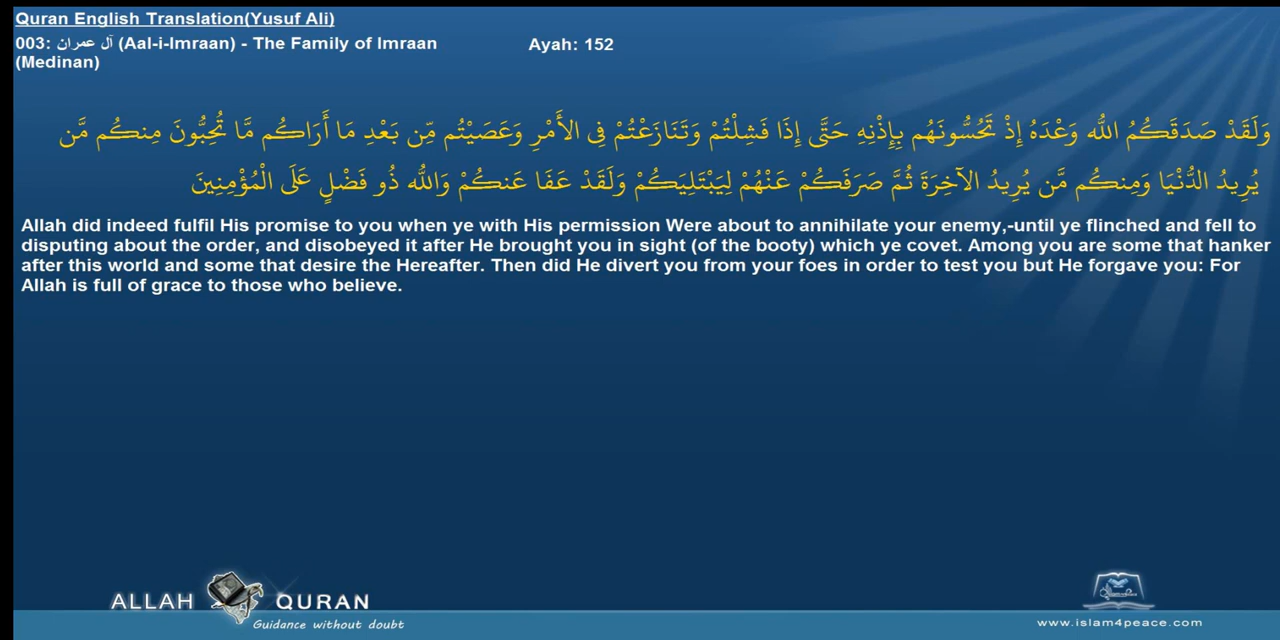 Quran English Translation(Yusuf Ali)
003: آل عمران (Aal-i-Imraan) - The Family of Imraan
(Medinan)
Ayah: 152
وَلَقَدْ صَدَقَكُمُ اللَّه وَعْدَهُ إِذْ تَحُسُّونَهُم بِإِذْنِهِ حَتَّى إِذَا فَشِلْتُمْ وَتَنَازَعْتُمْ فِي الأَمْرِ وَعَصَيْتُم مِّن بَعْدِ مَا أَرَاكُم مَّا تُحِبُّونَ مِنكُم مَّن
يُرِيدُ الدُّنْيَا وَمِنكُم مَّن يُرِيدُ الآخِرَةَ ثُمَّ صَرَفَكُمْ عَنْهُمْ لِيَبْتَلِيَكُمْ وَلَقَدْ عَفَا عَنكُمْ وَاللَّه ذُو فَضْلٍ عَلَى الْمُؤْمِنِينَ
Allah did indeed fulfil His promise to you when ye with His permission Were about to annihilate your enemy,-until ye flinched and fell to
disputing about the order, and disobeyed it after He brought you in sight (of the booty) which ye covet. Among you are some that hanker
after this world and some that desire the Hereafter. Then did He divert you from your foes in order to test you but He forgave you: For
Allah is full of grace to those who believe.
ALLAH QURAN
Guidance without doubt
www.islam4peace.com